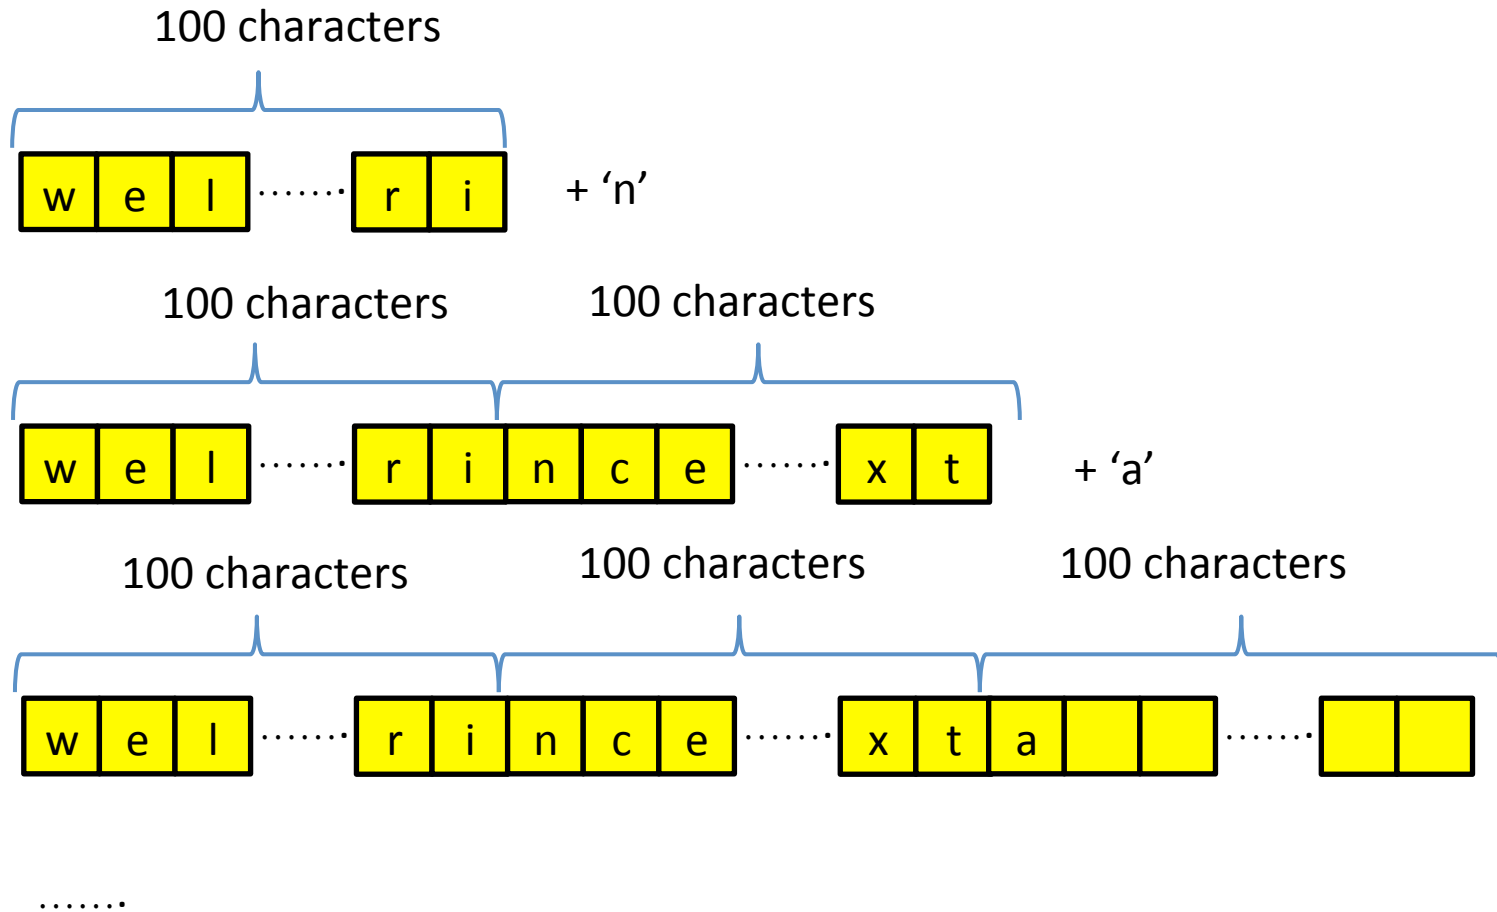 100 characters
w e l ....... r i + ‘n’
100 characters 100 characters
w e l ....... r i n c e ....... x t + ‘a’
100 characters 100 characters 100 characters
w e l ....... r i n c e ....... x t a .......
.......